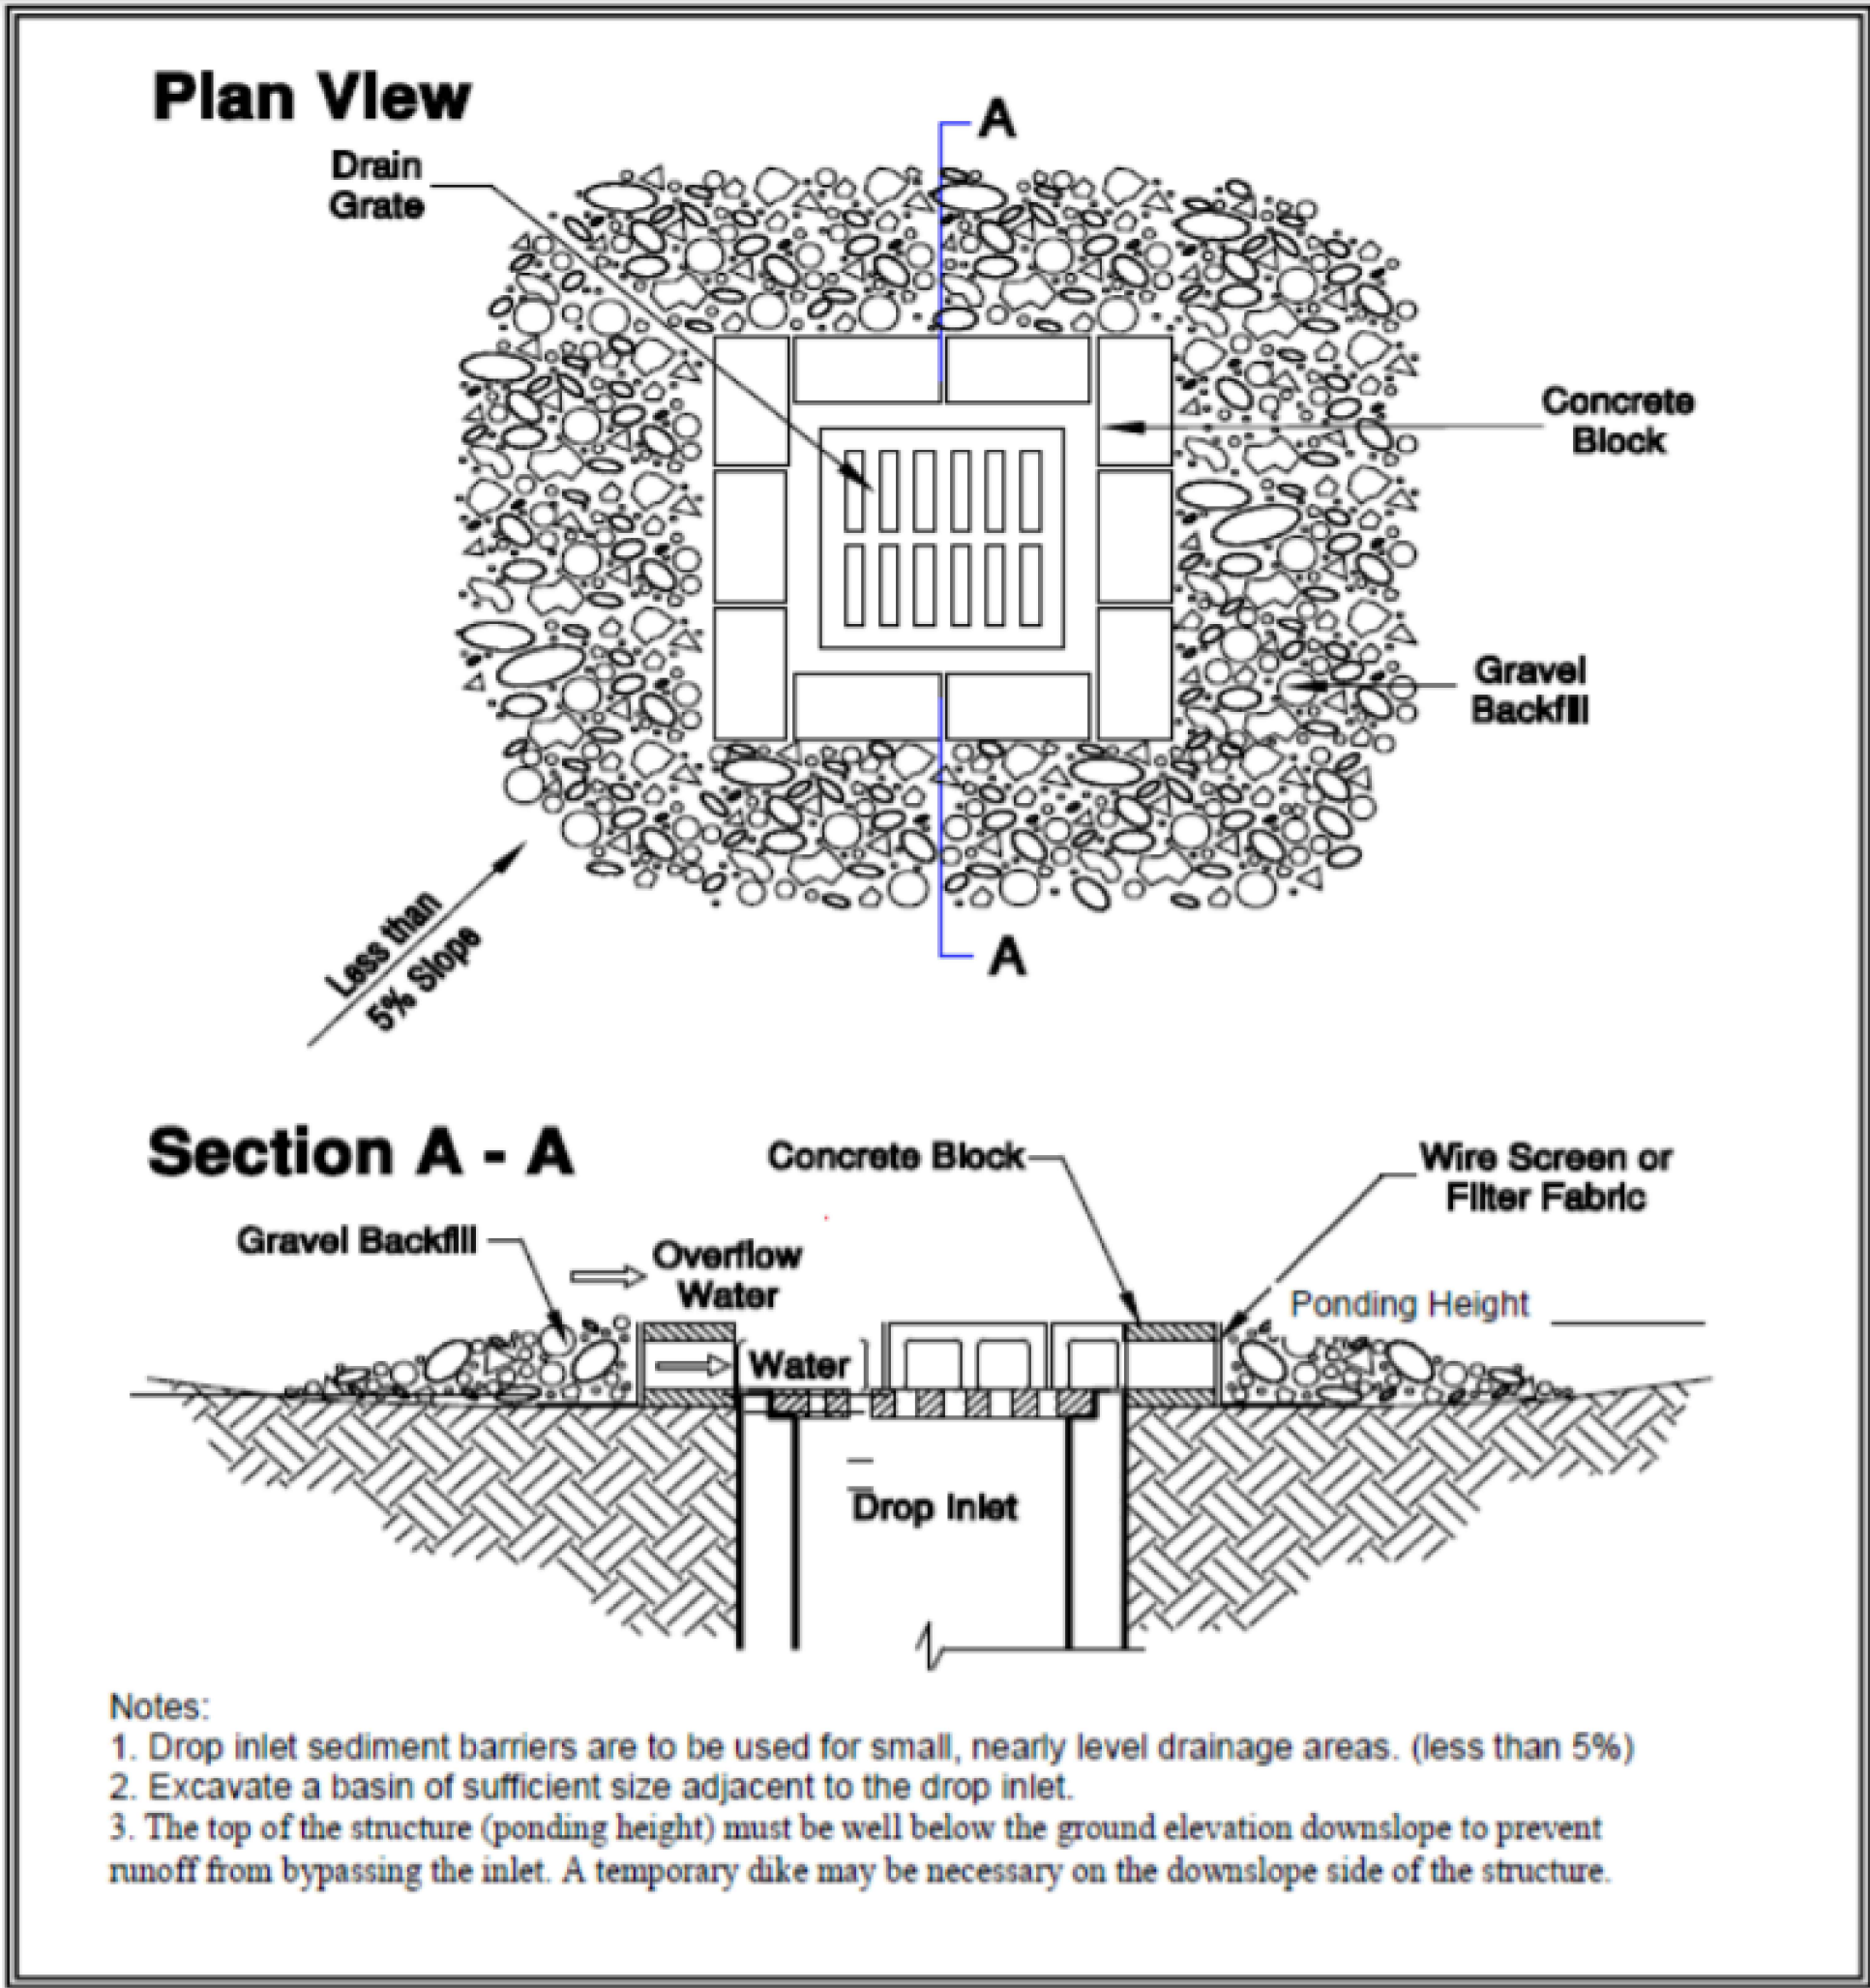 Plan View
A
Drain
Grate
Concrete
Block
Gravel
Backfill
A
Less than
5% Slope
Section A - A
Concrete Block
Wire Screen or
Filter Fabric
Gravel Backfill
Overflow
Water
Ponding Height
Water
Drop Inlet
Notes:
1. Drop inlet sediment barriers are to be used for small, nearly level drainage areas. (less than 5%)
2. Excavate a basin of sufficient size adjacent to the drop inlet.
3. The top of the structure (ponding height) must be well below the ground elevation downslope to prevent
runoff from bypassing the inlet. A temporary dike may be necessary on the downslope side of the structure.